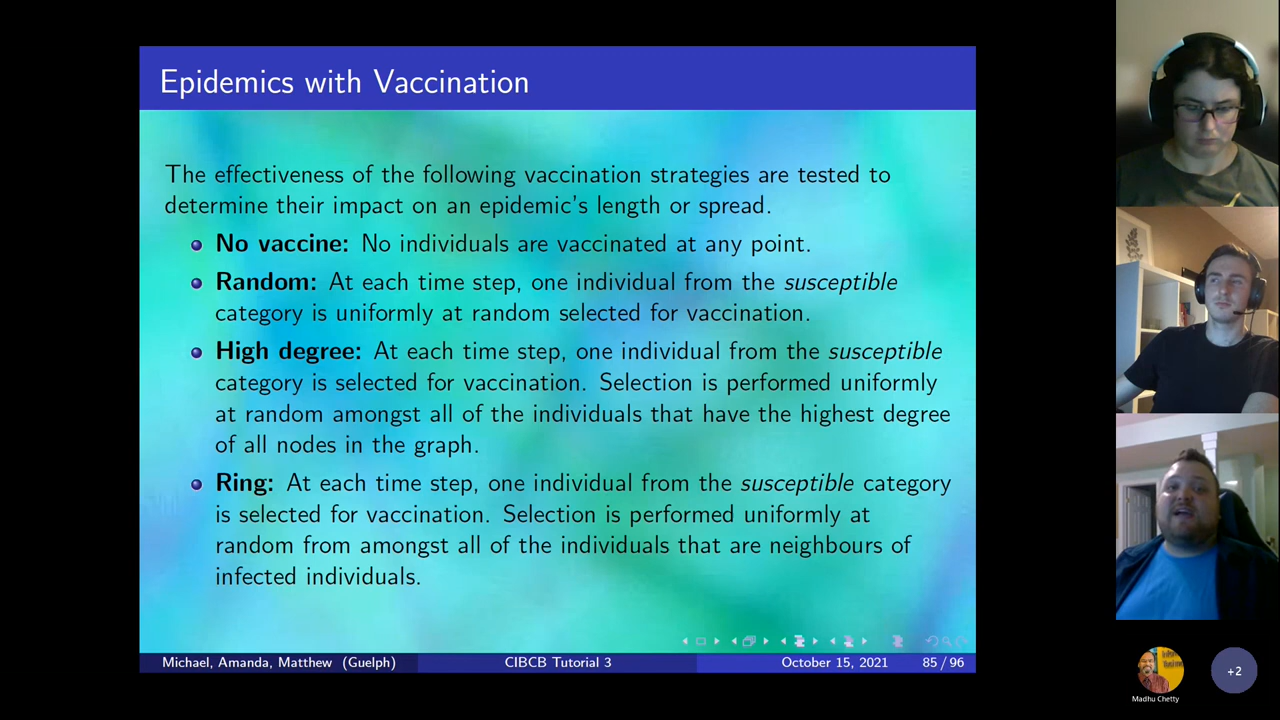 Epidemics with Vaccination
The effectiveness of the following vaccination strategies are tested to
determine their impact on an epidemic's length or spread.
No vaccine: No individuals are vaccinated at any point.
Random: At each time step, one individual from the susceptible
category is uniformly at random selected for vaccination.
High degree: At each time step, one individual from the susceptible
category is selected for vaccination. Selection is performed uniformly
at random amongst all of the individuals that have the highest degree
of all nodes in the graph.
Ring: At each time step, one individual from the susceptible category
is selected for vaccination. Selection is performed uniformly at
random from amongst all of the individuals that are neighbours of
infected individuals.
Michael, Amanda, Matthew (Guelph) CIBCB Tutorial 3 October 15, 2021 85 / 96
Madhu Chetty
+2